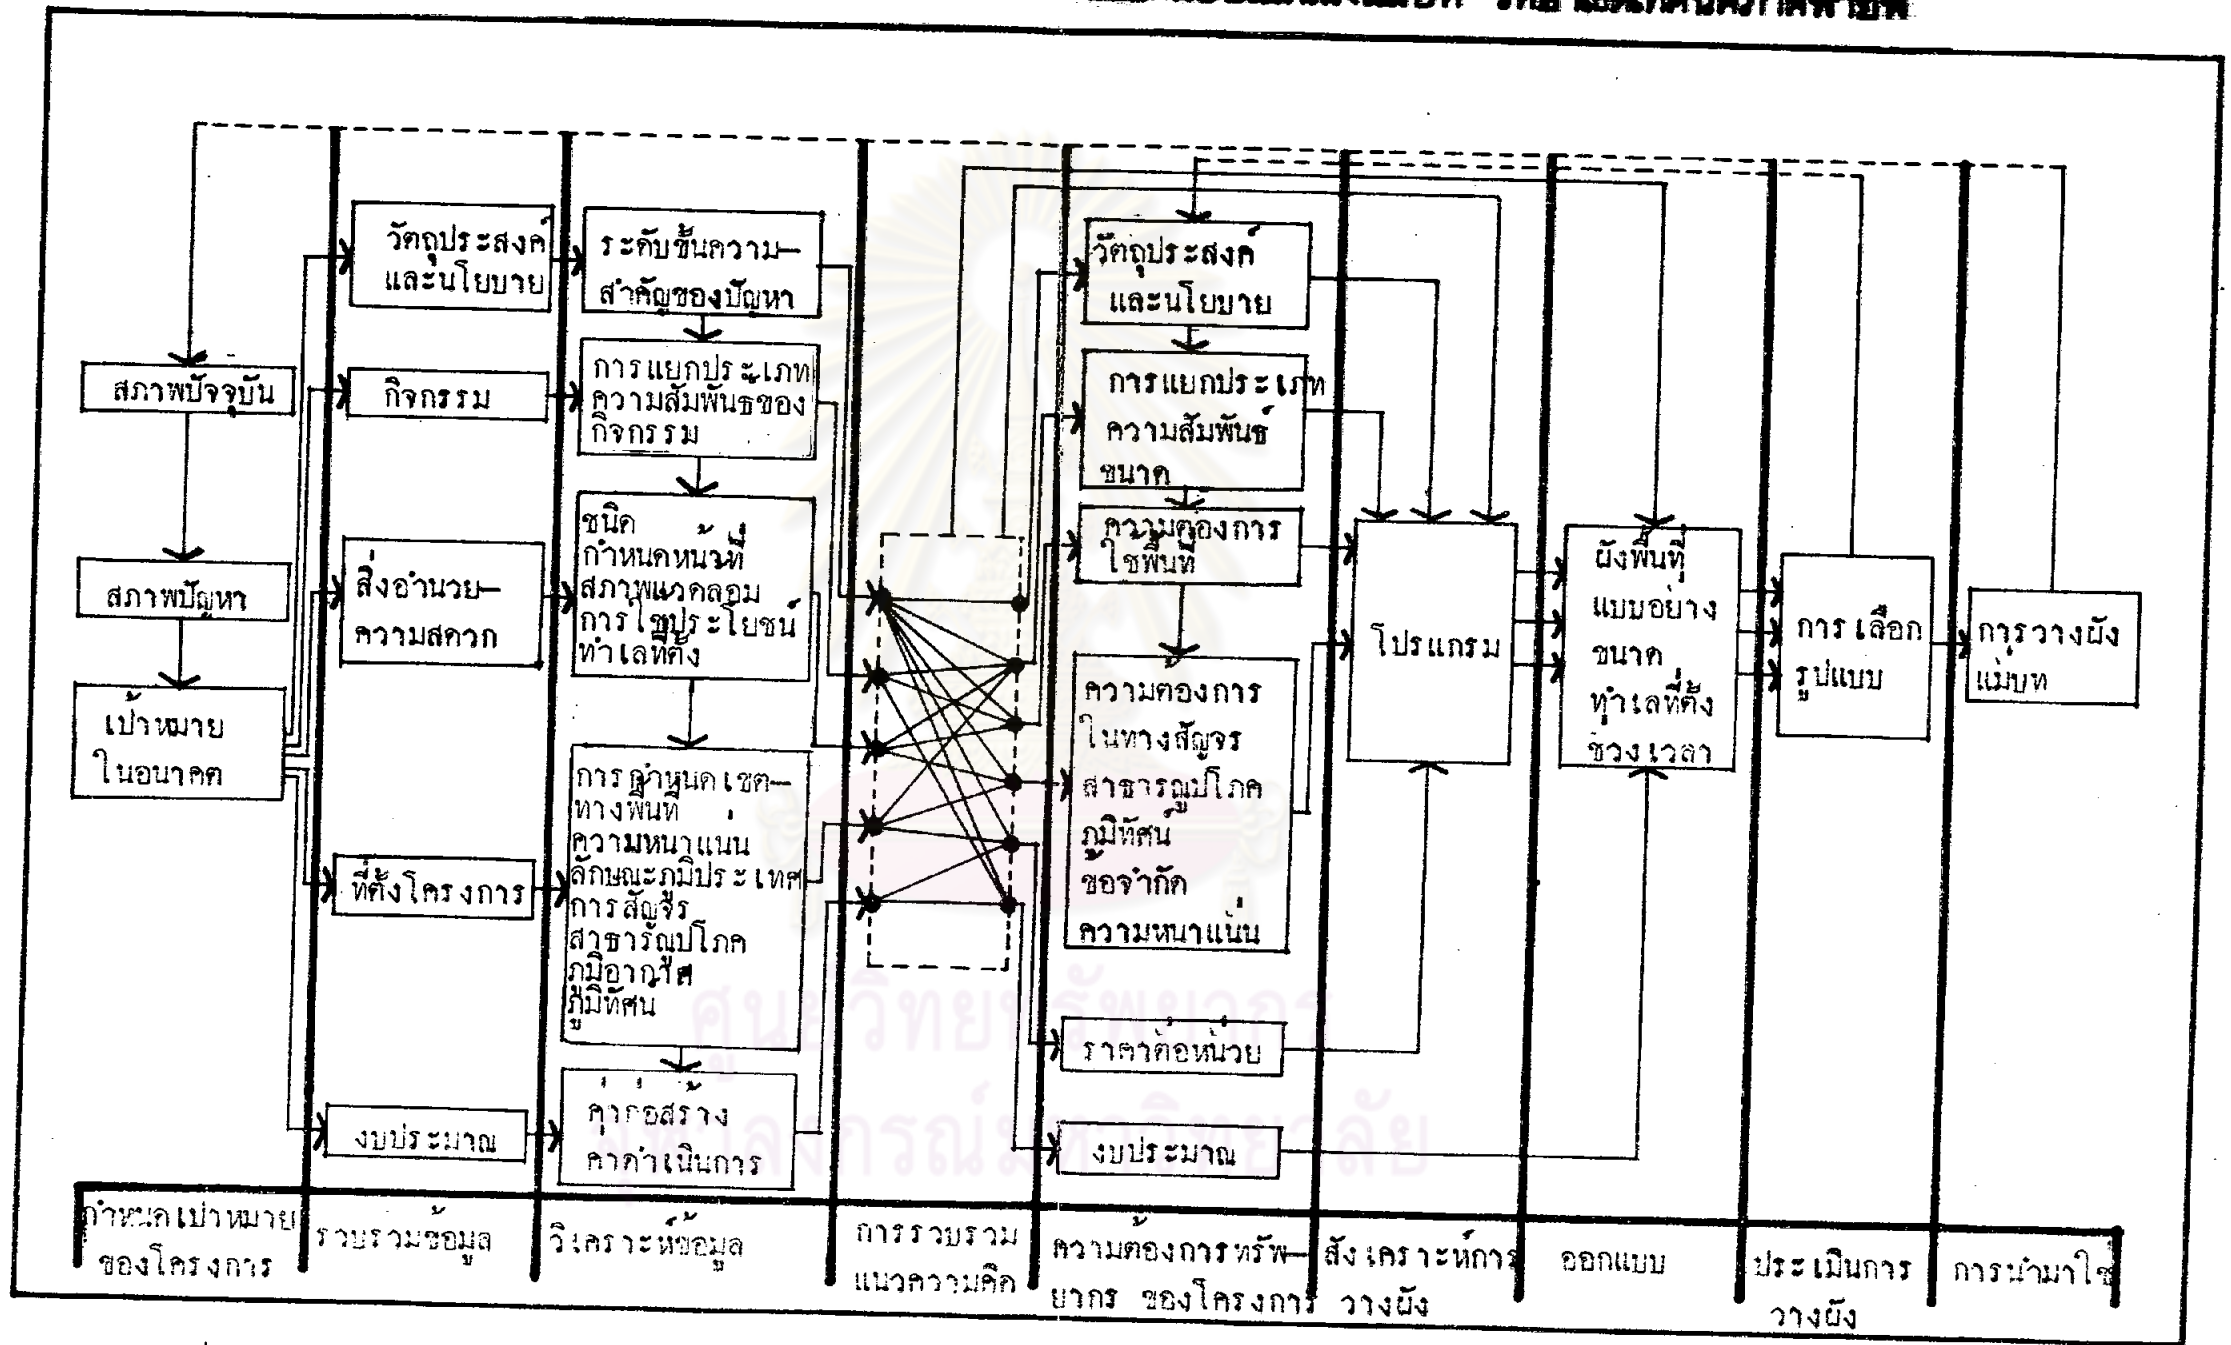 สภาพปัจจุบัน
สภาพปัญหา
เป้าหมาย
ในอนาคต
วัตถุประสงค์
และนโยบาย
กิจกรรม
สิ่งอำนวย—
ความสดวก
ที่ตั้งโครงการ
งบประมาณ
ระดับขั้นความ—
สำคัญของปัญหา
การแยกประเภท
ความสัมพันธของ
กิจกรรม
ชนิด
กำหนดหน้าที่
สภาพแวดลอม
การใชประโยชน์
ทำเลที่ตั้ง
การกำหนดเขต—
ทางพื้นที่
ความหนาแน่น
ลักษณะภูมิประเทศ
การสัญจร
สาธารณูปโภค
ภูมิอากาศ
ภูมิทัศน์
ค่าก่อสร้าง
คาดำเนินการ
วัตถุประสงค์
และนโยบาย
การแยกประเภท
ความสัมพันธ์
ขนาด
ความต้องการ
ใชพื้นที่
ความต้องการ
ในทางสัญจร
สาธารณูปโภค
ภูมิทัศน์
ข้อจำกัด
ความหนาแน่น
ราคาต่อหน่วย
งบประมาณ
โปรแกรม
ผังพื้นที่
แบบอย่าง
ขนาด
ทำเลที่ตั้ง
ช่วงเวลา
การเลือก
รูปแบบ
การวางผัง
แม่บท
กำหนดเป้าหมาย
ของโครงการ
รวบรวมข้อมูล
วิเคราะห์ข้อมูล
การรวบรวม
แนวความคิด
ความต้องการทรัพ—
ยากร ของโครงการ
สังเคราะห์การ
วางผัง
ออกแบบ
ประเมินการ
วางผัง
การนำมาใช้
ศูนย์วิทยทรัพยากร
จุฬาลงกรณ์มหาวิทยาลัย